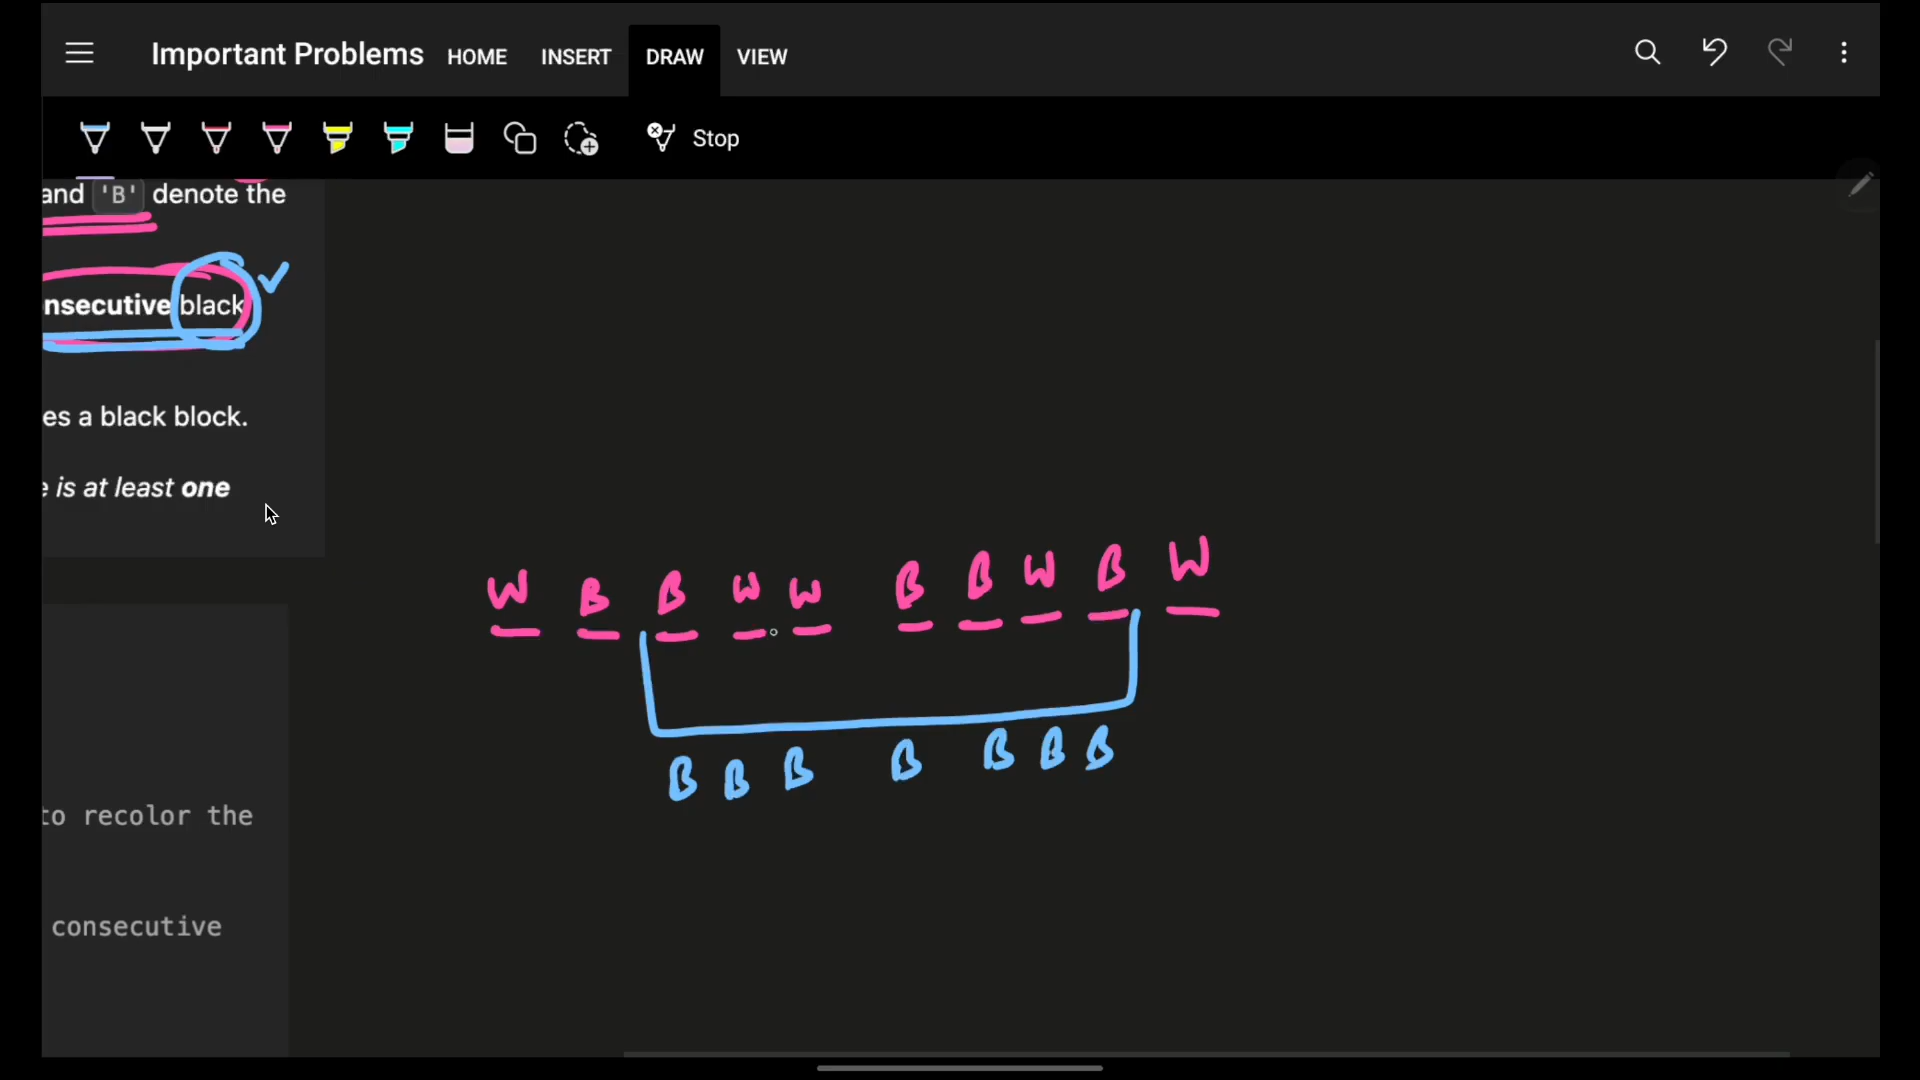 Important Problems HOME INSERT DRAW VIEW
Stop
and 'B' denote the
nsecutive black
es a black block.
e is at least one
W B B W W B B W B W
B B B B B B B
to recolor the
consecutive